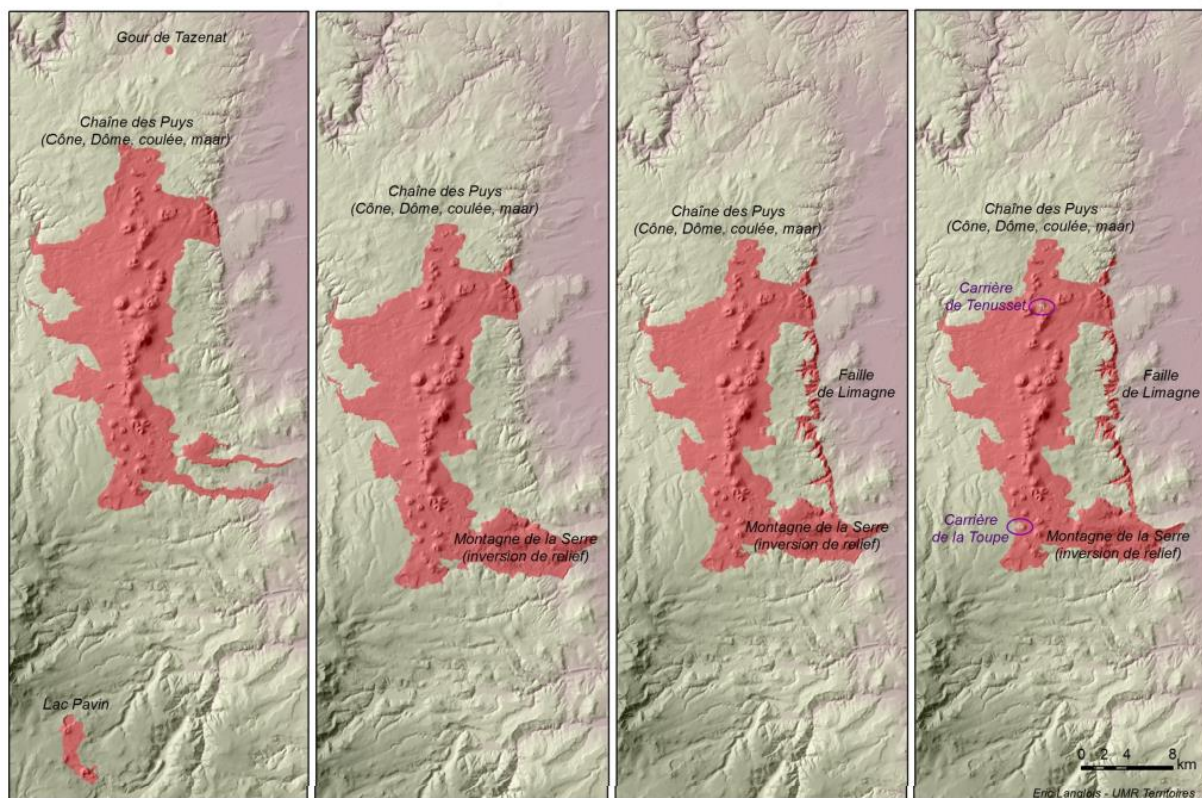 Gour de Tazenat
Chaîne des Puys
(Cône, Dôme, coulée, maar)
Lac Pavin
Chaîne des Puys
(Cône, Dôme, coulée, maar)
Montagne de la Serre
(inversion de relief)
Chaîne des Puys
(Cône, Dôme, coulée, maar)
Faille
de Limagne
Montagne de la Serre
(inversion de relief)
Chaîne des Puys
(Cône, Dôme, coulée, maar)
Carrière
de Tenusset
Faille
de Limagne
Carrière
de la Toupe
Montagne de la Serre
(inversion de relief)
0 2 4 8
km
Eric Langlois - UMR Territoires